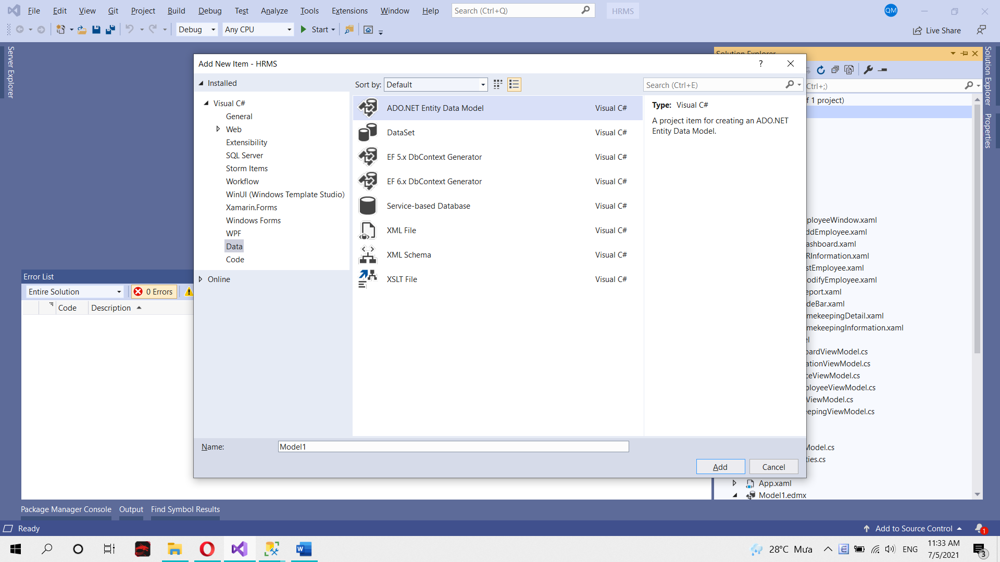 File Edit View Git Project Build Debug Test Analyze Tools Extensions Window Help Search (Ctrl+Q) HRMS QM
Debug Any CPU Start Live Share
Server Explorer
Solution Explorer
Solution Explorer
Properties
Add New Item - HRMS ?
Installed
Sort by: Default
Search (Ctrl+E)
Ctrl+;)
Visual C#
General
Web
Extensibility
SQL Server
Storm Items
Workflow
WinUI (Windows Template Studio)
Xamarin.Forms
Windows Forms
WPF
Data
Code
Online
ADO.NET Entity Data Model Visual C#
DataSet Visual C#
EF 5.x DbContext Generator Visual C#
EF 6.x DbContext Generator Visual C#
Service-based Database Visual C#
XML File Visual C#
XML Schema Visual C#
XSLT File Visual C#
Type: Visual C#
A project item for creating an ADO.NET
Entity Data Model.
f 1 project)
ployeeWindow.xaml
ddEmployee.xaml
ashboard.xaml
RInformation.xaml
stEmployee.xaml
odifyEmployee.xaml
eport.xaml
deBar.xaml
mekeepingDetail.xaml
mekeepingInformation.xaml
el
oardViewModel.cs
ationViewModel.cs
ceViewModel.cs
ployeeViewModel.cs
ViewModel.cs
eepingViewModel.cs
Model.cs
ties.cs
App.xaml
Model1.edmx
Name: Model1
Add Cancel
Error List
Entire Solution 0 Errors
Code Description
Package Manager Console Output Find Symbol Results
Ready Add to Source Control 1
28°C Mưa ENG 11:33 AM
7/5/2021 3